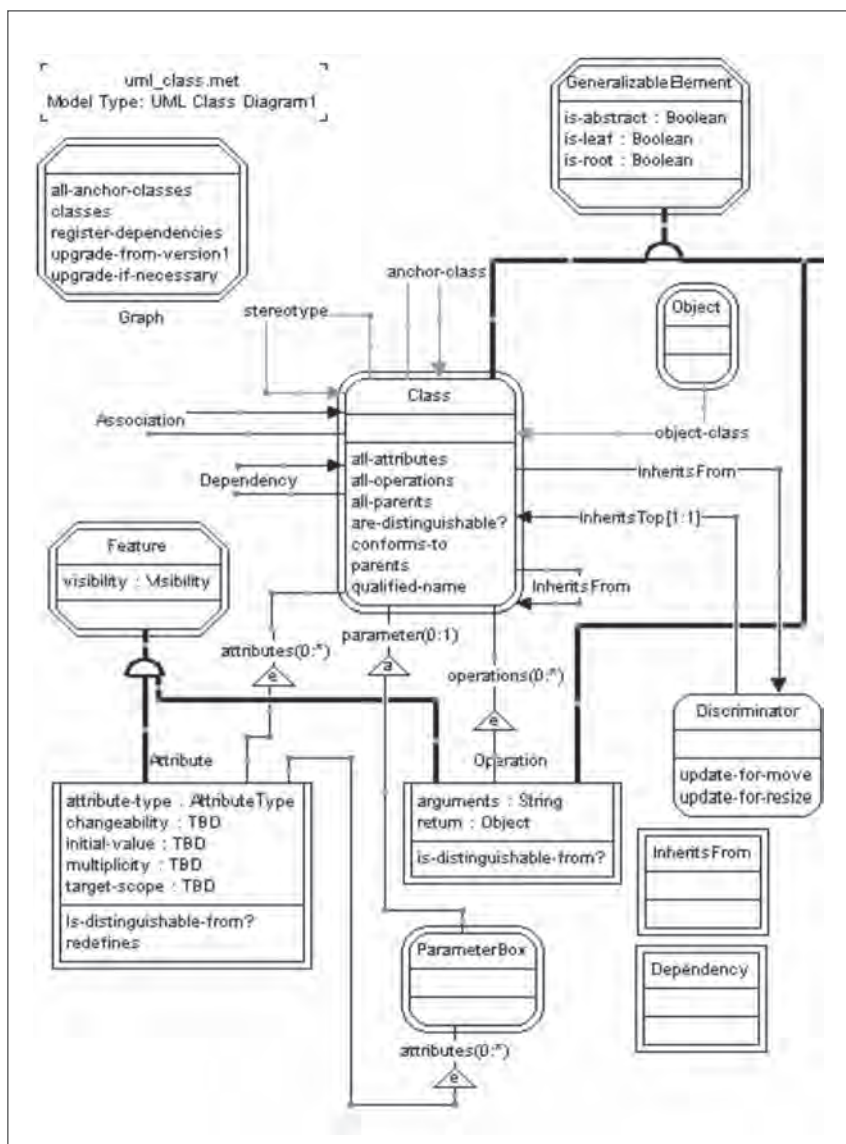 uml_class.met
Model Type: UML Class Diagram1
GeneralizableElement
is-abstract : Boolean
is-leaf : Boolean
is-root : Boolean
all-anchor-classes
classes
register-dependencies
upgrade-from-version1
upgrade-if-necessary
Graph
anchor-class
stereotype
Object
Class
Association
object-class
all-attributes
all-operations
all-parents
are-distinguishable?
conforms-to
parents
qualified-name
Dependency
InheritsFrom
InheritsTop[1:1]
InheritsFrom
Feature
visibility : Visibility
attributes(0:*)
e
parameter(0:1)
a
operations(0:*)
e
Discriminator
update-for-move
update-for-resize
Attribute
attribute-type : AttributeType
changeability : TBD
initial-value : TBD
multiplicity : TBD
target-scope : TBD
Is-distinguishable-from?
redefines
Operation
arguments : String
return : Object
is-distinguishable-from?
InheritsFrom
ParameterBox
Dependency
attributes(0:*)
e